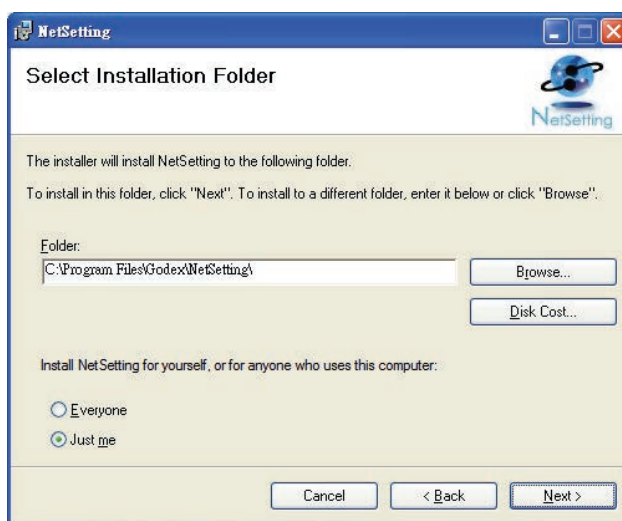 NetSetting
Select Installation Folder
NetSetting
The installer will install NetSetting to the following folder.
To install in this folder, click "Next". To install to a different folder, enter it below or click "Browse".
Folder:
C:\Program Files\Godex\NetSetting\
Browse...
Disk Cost...
Install NetSetting for yourself, or for anyone who uses this computer:
Everyone
Just me
Cancel
< Back
Next >